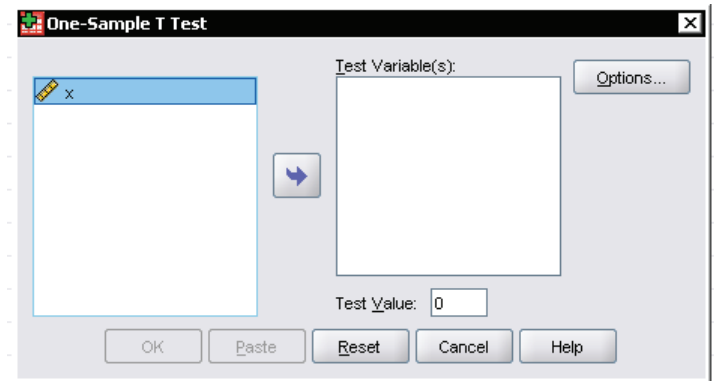 One-Sample T Test
x
Test Variable(s):
Options...
Test Value: 0
OK Paste Reset Cancel Help